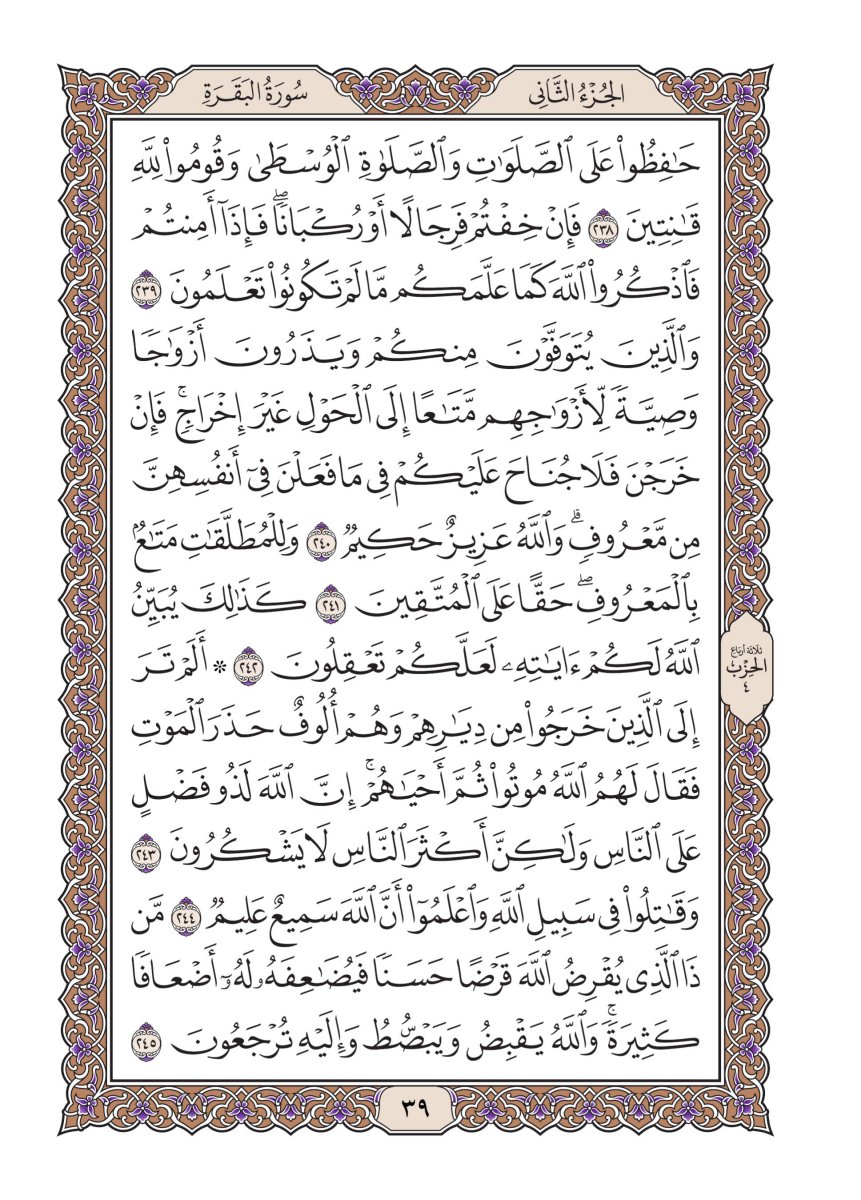 الجُزْءُ الثَّانِى
سُورَةُ البَقَرَةِ
حَـٰفِظُوا۟ عَلَى ٱلصَّلَوَٰتِ وَٱلصَّلَوٰةِ ٱلْوُسْطَىٰ وَقُومُوا۟ لِلَّهِ
قَـٰنِتِينَ ٢٣٨ فَإِنْ خِفْتُمْ فَرِجَالًا أَوْ رُكْبَانًاۖ فَإِذَآ أَمِنتُمْ
فَٱذْكُرُوا۟ ٱللَّهَ كَمَا عَلَّمَكُم مَّا لَمْ تَكُونُوا۟ تَعْلَمُونَ ٢٣٩
وَٱلَّذِينَ يُتَوَفَّوْنَ مِنكُمْ وَيَذَرُونَ أَزْوَٰجًا
وَصِيَّةً لِّأَزْوَٰجِهِم مَّتَـٰعًا إِلَى ٱلْحَوْلِ غَيْرَ إِخْرَاجٍۚ فَإِنْ
خَرَجْنَ فَلَا جُنَاحَ عَلَيْكُمْ فِى مَا فَعَلْنَ فِىٓ أَنفُسِهِنَّ
مِن مَّعْرُوفٍۗ وَٱللَّهُ عَزِيزٌ حَكِيمٌ ٢٤٠ وَلِلْمُطَلَّقَـٰتِ مَتَـٰعٌۢ
بِٱلْمَعْرُوفِۖ حَقًّا عَلَى ٱلْمُتَّقِينَ ٢٤١ كَذَٰلِكَ يُبَيِّنُ
ٱللَّهُ لَكُمْ ءَايَـٰتِهِۦ لَعَلَّكُمْ تَعْقِلُونَ ٢٤٢ * أَلَمْ تَرَ
إِلَى ٱلَّذِينَ خَرَجُوا۟ مِن دِيَـٰرِهِمْ وَهُمْ أُلُوفٌ حَذَرَ ٱلْمَوْتِ
فَقَالَ لَهُمُ ٱللَّهُ مُوتُوا۟ ثُمَّ أَحْيَـٰهُمْۚ إِنَّ ٱللَّهَ لَذُو فَضْلٍ
عَلَى ٱلنَّاسِ وَلَـٰكِنَّ أَكْثَرَ ٱلنَّاسِ لَا يَشْكُرُونَ ٢٤٣
وَقَـٰتِلُوا۟ فِى سَبِيلِ ٱللَّهِ وَٱعْلَمُوٓا۟ أَنَّ ٱللَّهَ سَمِيعٌ عَلِيمٌ ٢٤٤ مَّن
ذَا ٱلَّذِى يُقْرِضُ ٱللَّهَ قَرْضًا حَسَنًا فَيُضَـٰعِفَهُۥ لَهُۥٓ أَضْعَافًا
كَثِيرَةًۚ وَٱللَّهُ يَقْبِضُ وَيَبْصُۜطُ وَإِلَيْهِ تُرْجَعُونَ ٢٤٥
ثلاثة أرباع
الحِزْب
٤
٣٩